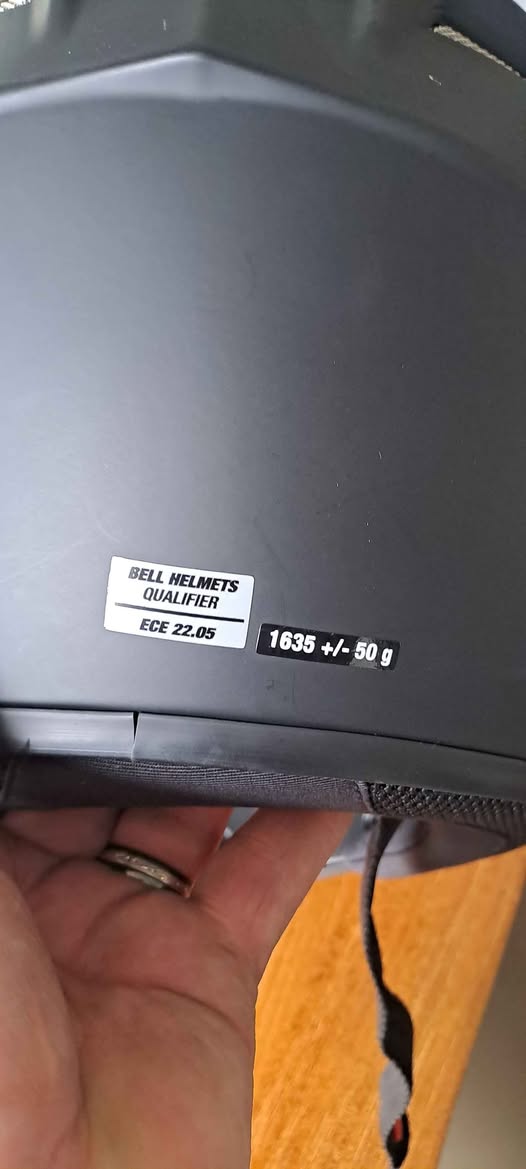 BELL HELMETS
QUALIFIER
ECE 22.05
1635 +/- 50 g